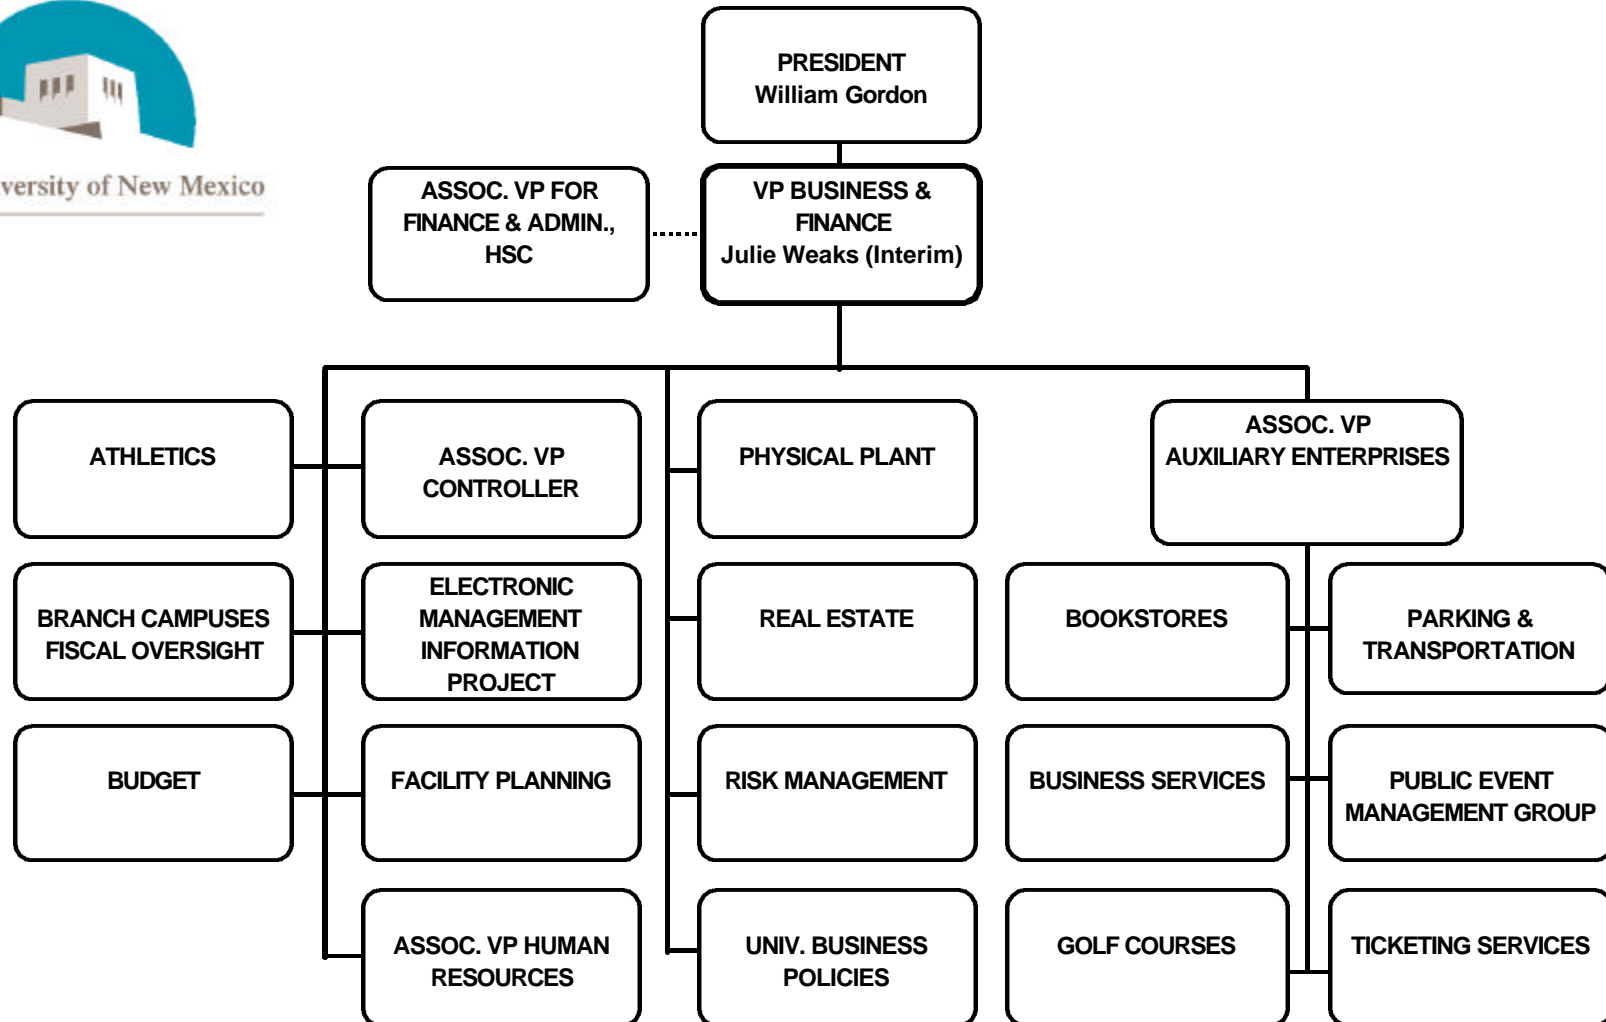 PRESIDENT
William Gordon
versity of New Mexico
ASSOC. VP FOR
FINANCE & ADMIN.,
HSC
VP BUSINESS &
FINANCE
Julie Weaks (Interim)
ATHLETICS
ASSOC. VP
CONTROLLER
PHYSICAL PLANT
ASSOC. VP
AUXILIARY ENTERPRISES
BRANCH CAMPUSES
FISCAL OVERSIGHT
ELECTRONIC
MANAGEMENT
INFORMATION
PROJECT
REAL ESTATE
BOOKSTORES
PARKING &
TRANSPORTATION
BUDGET
FACILITY PLANNING
RISK MANAGEMENT
BUSINESS SERVICES
PUBLIC EVENT
MANAGEMENT GROUP
ASSOC. VP HUMAN
RESOURCES
UNIV. BUSINESS
POLICIES
GOLF COURSES
TICKETING SERVICES